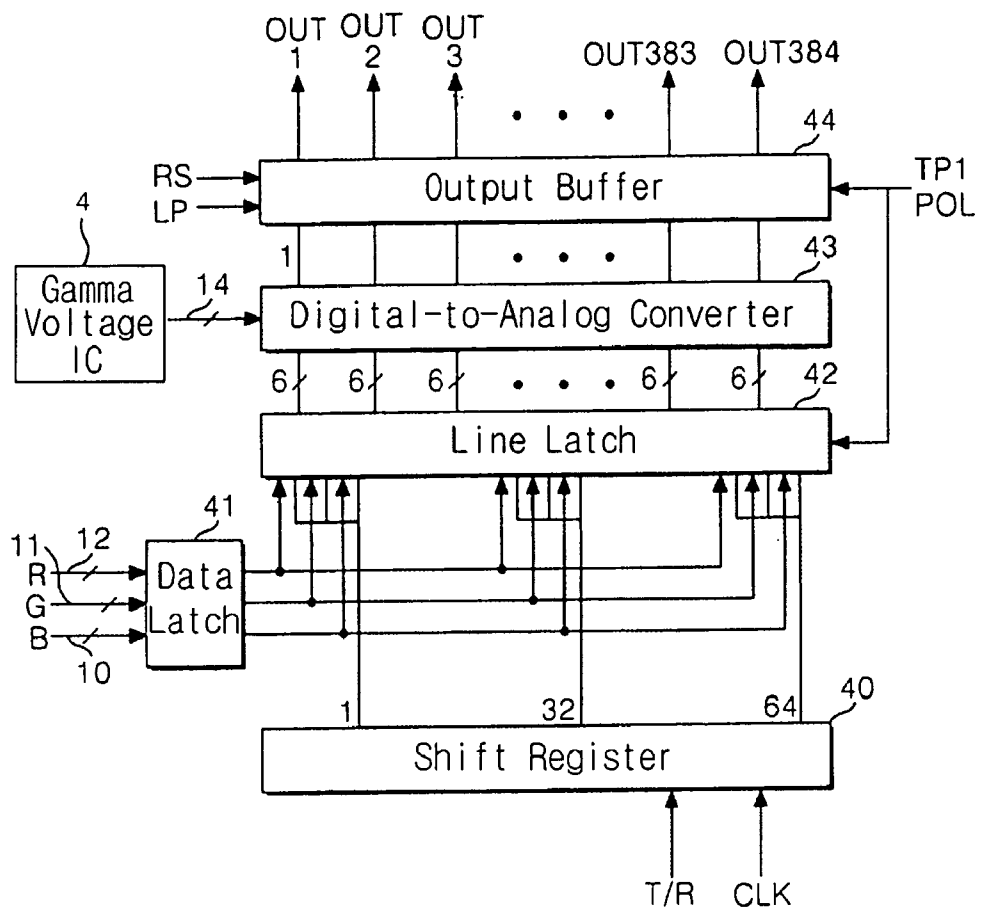 OUT OUT OUT
1 2 3 OUT383 OUT384
44
RS
LP
Output Buffer
TP1
POL
4
1
43
Gamma
Voltage
IC
14
Digital-to-Analog Converter
6 6 6 6 6
42
Line Latch
41
11
12
R
G
B
10
Data
Latch
1 32 64
40
Shift Register
T/R CLK